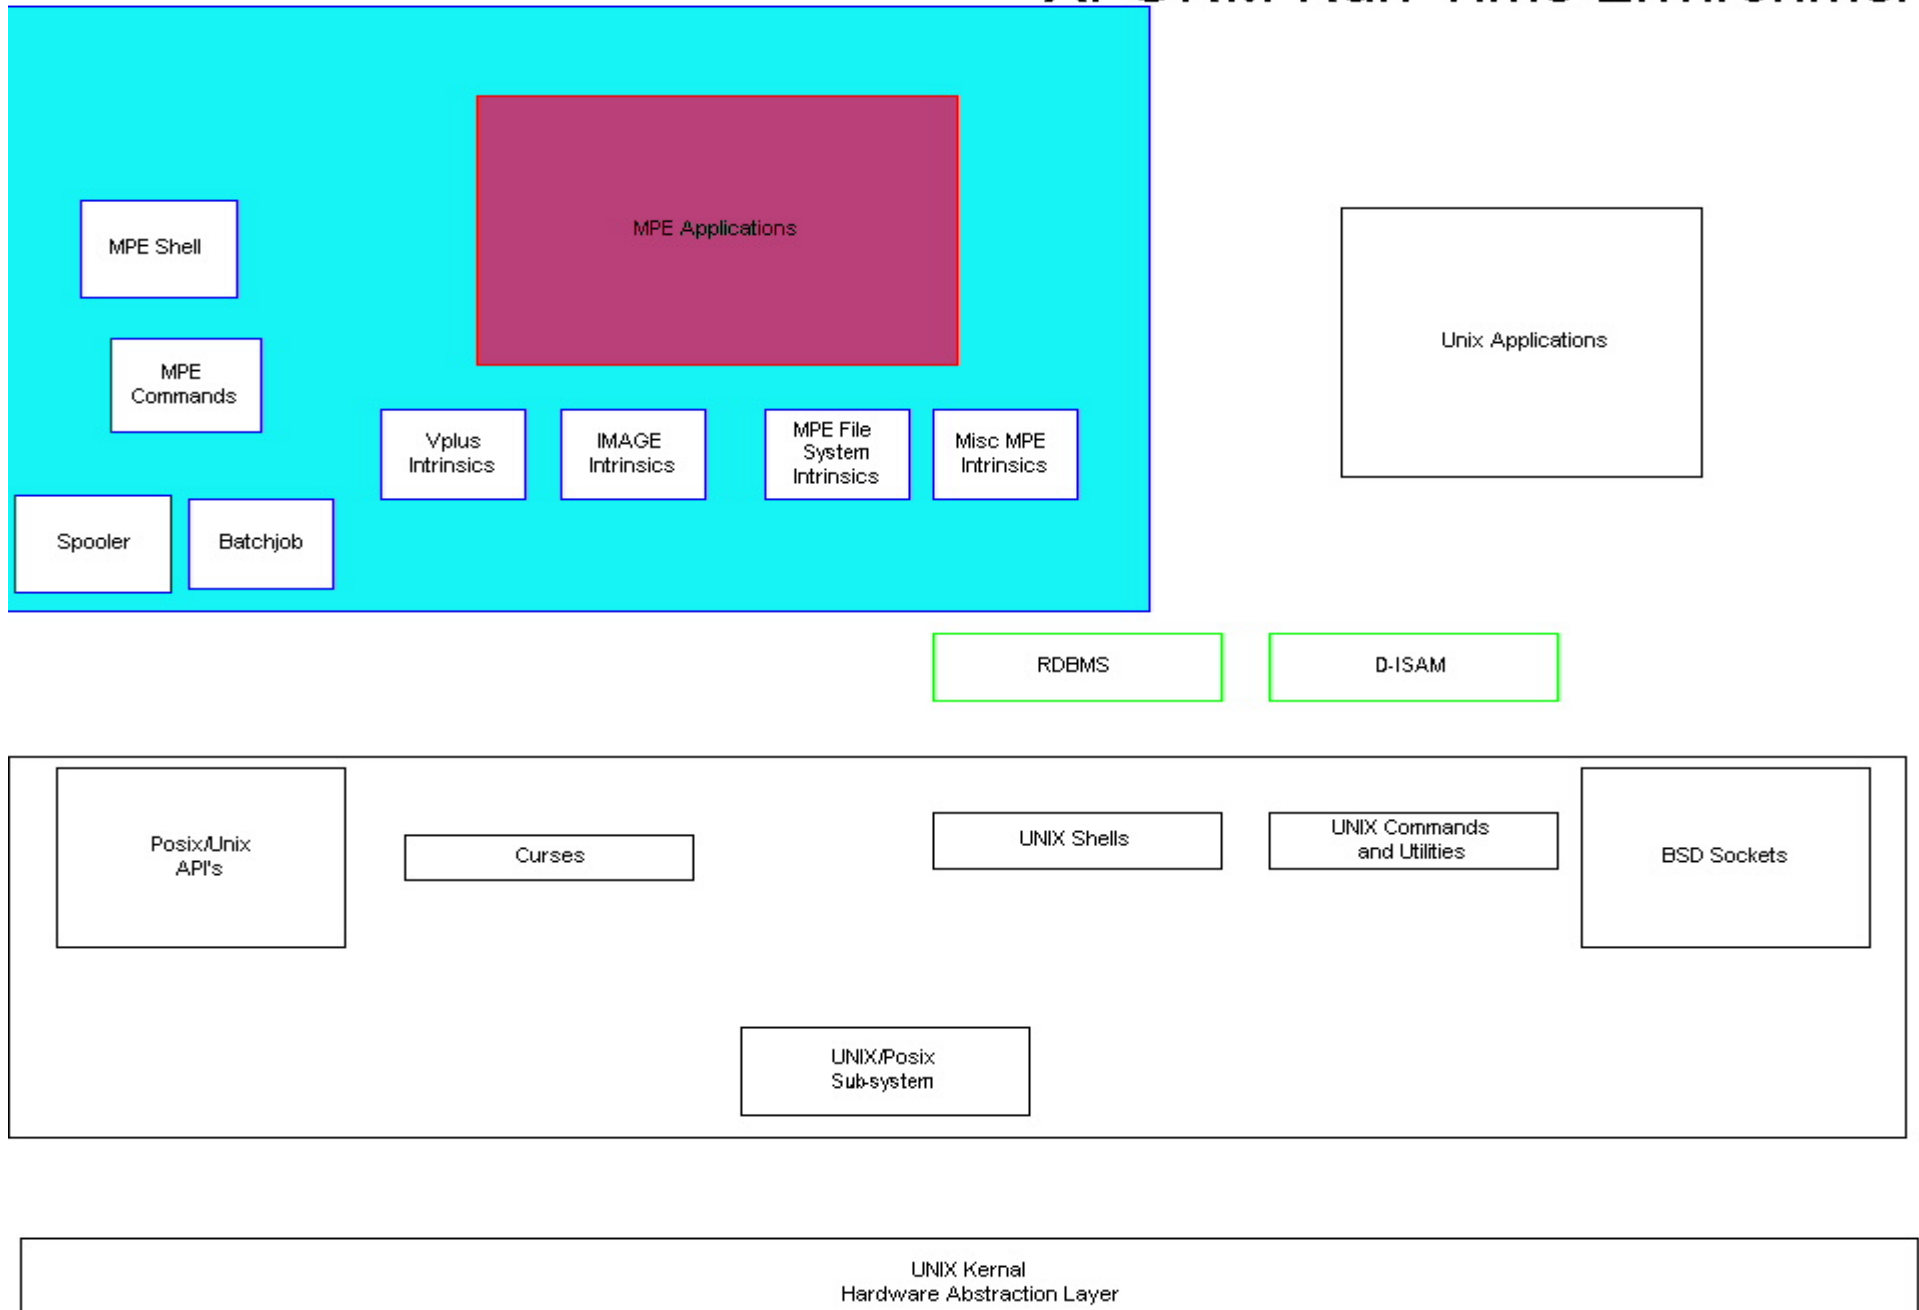 MPE Applications
MPE Shell
Unix Applications
MPE
Commands
Vplus
Intrinsics
IMAGE
Intrinsics
MPE File
System
Intrinsics
Misc MPE
Intrinsics
Spooler
Batchjob
RDBMS
D-ISAM
Posix/Unix
API's
Curses
UNIX Shells
UNIX Commands
and Utilities
BSD Sockets
UNIX/Posix
Sub-system
UNIX Kernal
Hardware Abstraction Layer